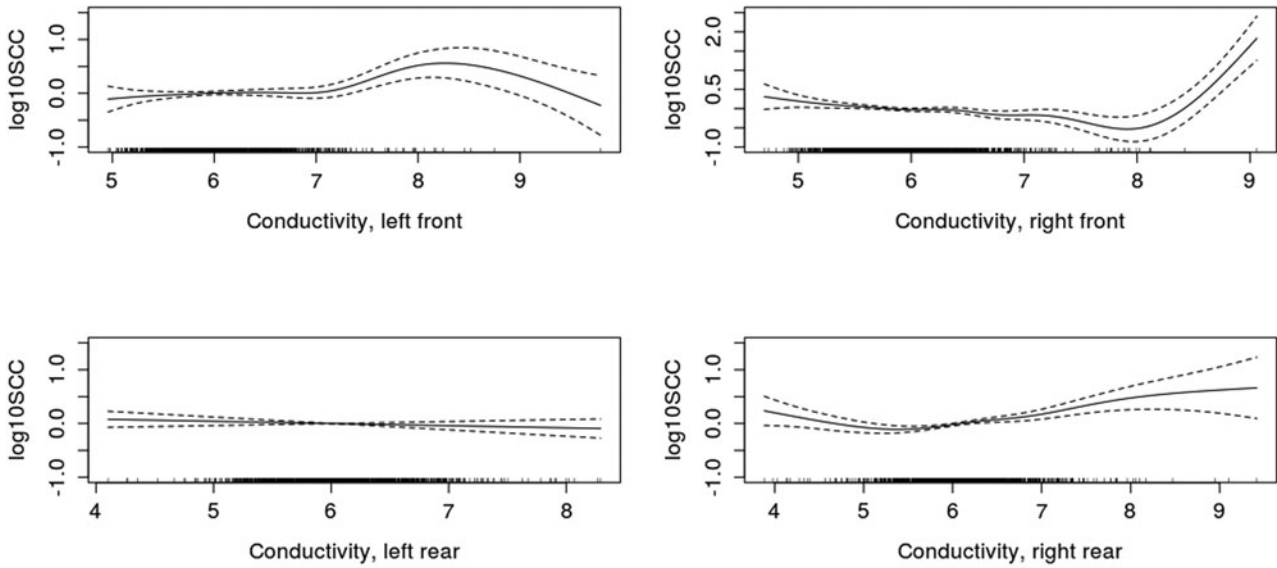 log10SCC
1.0
0.0
-1.0
5 6 7 8 9
Conductivity, left front
log10SCC
2.0
0.5
-1.0
5 6 7 8 9
Conductivity, right front
log10SCC
1.0
0.0
-1.0
4 5 6 7 8
Conductivity, left rear
log10SCC
1.0
0.0
-1.0
4 5 6 7 8 9
Conductivity, right rear